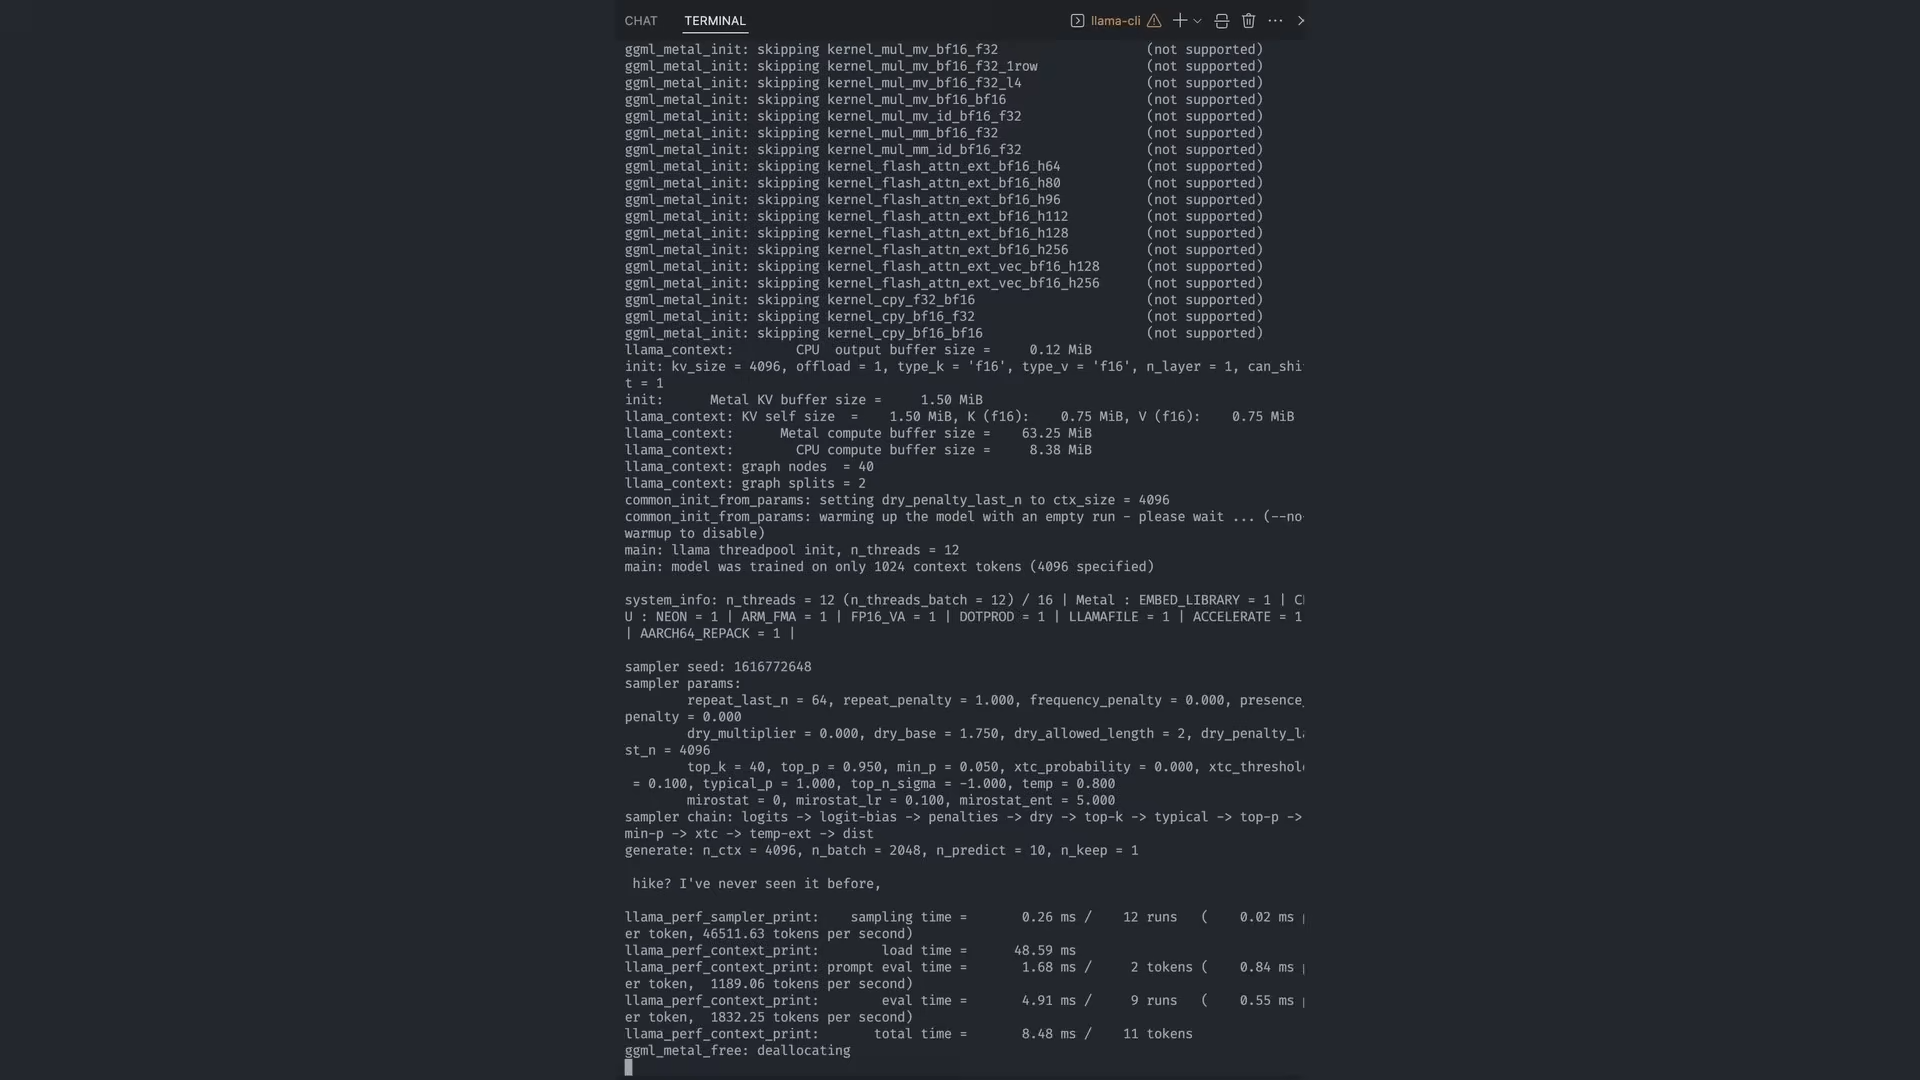 CHAT TERMINAL llama-cli
ggml_metal_init: skipping kernel_mul_mv_bf16_f32 (not supported)
ggml_metal_init: skipping kernel_mul_mv_bf16_f32_1row (not supported)
ggml_metal_init: skipping kernel_mul_mv_bf16_f32_l4 (not supported)
ggml_metal_init: skipping kernel_mul_mv_bf16_bf16 (not supported)
ggml_metal_init: skipping kernel_mul_mv_id_bf16_f32 (not supported)
ggml_metal_init: skipping kernel_mul_mm_bf16_f32 (not supported)
ggml_metal_init: skipping kernel_mul_mm_id_bf16_f32 (not supported)
ggml_metal_init: skipping kernel_flash_attn_ext_bf16_h64 (not supported)
ggml_metal_init: skipping kernel_flash_attn_ext_bf16_h80 (not supported)
ggml_metal_init: skipping kernel_flash_attn_ext_bf16_h96 (not supported)
ggml_metal_init: skipping kernel_flash_attn_ext_bf16_h112 (not supported)
ggml_metal_init: skipping kernel_flash_attn_ext_bf16_h128 (not supported)
ggml_metal_init: skipping kernel_flash_attn_ext_bf16_h256 (not supported)
ggml_metal_init: skipping kernel_flash_attn_ext_vec_bf16_h128 (not supported)
ggml_metal_init: skipping kernel_flash_attn_ext_vec_bf16_h256 (not supported)
ggml_metal_init: skipping kernel_cpy_f32_bf16 (not supported)
ggml_metal_init: skipping kernel_cpy_bf16_f32 (not supported)
ggml_metal_init: skipping kernel_cpy_bf16_bf16 (not supported)
llama_context: CPU output buffer size = 0.12 MiB
init: kv_size = 4096, offload = 1, type_k = 'f16', type_v = 'f16', n_layer = 1, can_shi
t = 1
init: Metal KV buffer size = 1.50 MiB
llama_context: KV self size = 1.50 MiB, K (f16): 0.75 MiB, V (f16): 0.75 MiB
llama_context: Metal compute buffer size = 63.25 MiB
llama_context: CPU compute buffer size = 8.38 MiB
llama_context: graph nodes = 40
llama_context: graph splits = 2
common_init_from_params: setting dry_penalty_last_n to ctx_size = 4096
common_init_from_params: warming up the model with an empty run - please wait ... (--no-
warmup to disable)
main: llama threadpool init, n_threads = 12
main: model was trained on only 1024 context tokens (4096 specified)
system_info: n_threads = 12 (n_threads_batch = 12) / 16 | Metal : EMBED_LIBRARY = 1 | C
U : NEON = 1 | ARM_FMA = 1 | FP16_VA = 1 | DOTPROD = 1 | LLAMAFILE = 1 | ACCELERATE = 1
| AARCH64_REPACK = 1 |
sampler seed: 1616772648
sampler params:
repeat_last_n = 64, repeat_penalty = 1.000, frequency_penalty = 0.000, presence_
penalty = 0.000
dry_multiplier = 0.000, dry_base = 1.750, dry_allowed_length = 2, dry_penalty_la
st_n = 4096
top_k = 40, top_p = 0.950, min_p = 0.050, xtc_probability = 0.000, xtc_threshol
= 0.100, typical_p = 1.000, top_n_sigma = -1.000, temp = 0.800
mirostat = 0, mirostat_lr = 0.100, mirostat_ent = 5.000
sampler chain: logits -> logit-bias -> penalties -> dry -> top-k -> typical -> top-p ->
min-p -> xtc -> temp-ext -> dist
generate: n_ctx = 4096, n_batch = 2048, n_predict = 10, n_keep = 1
hike? I've never seen it before,
llama_perf_sampler_print: sampling time = 0.26 ms / 12 runs ( 0.02 ms
er token, 46511.63 tokens per second)
llama_perf_context_print: load time = 48.59 ms
llama_perf_context_print: prompt eval time = 1.68 ms / 2 tokens ( 0.84 ms
er token, 1189.06 tokens per second)
llama_perf_context_print: eval time = 4.91 ms / 9 runs ( 0.55 ms
er token, 1832.25 tokens per second)
llama_perf_context_print: total time = 8.48 ms / 11 tokens
ggml_metal_free: deallocating